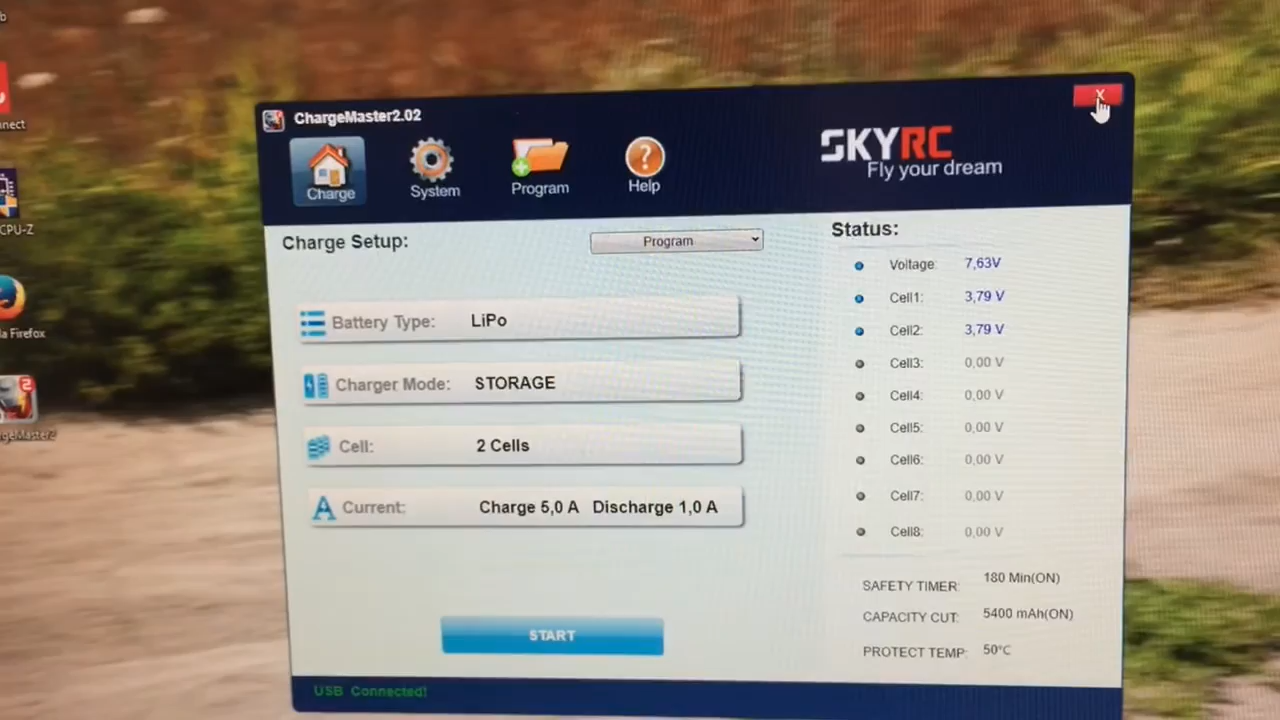 nnect
CPU-Z
la Firefox
ChargeMaster2.02
X
Charge
System
Program
Help
SKYRC
Fly your dream
Charge Setup:
Program
Battery Type: LiPo
Charger Mode: STORAGE
Cell: 2 Cells
Current: Charge 5,0 A Discharge 1,0 A
START
USB Connected!
Status:
Voltage: 7,63V
Cell1: 3,79 V
Cell2: 3,79 V
Cell3: 0,00 V
Cell4: 0,00 V
Cell5: 0,00 V
Cell6: 0,00 V
Cell7: 0,00 V
Cell8: 0,00 V
SAFETY TIMER: 180 Min(ON)
CAPACITY CUT: 5400 mAh(ON)
PROTECT TEMP: 50°C